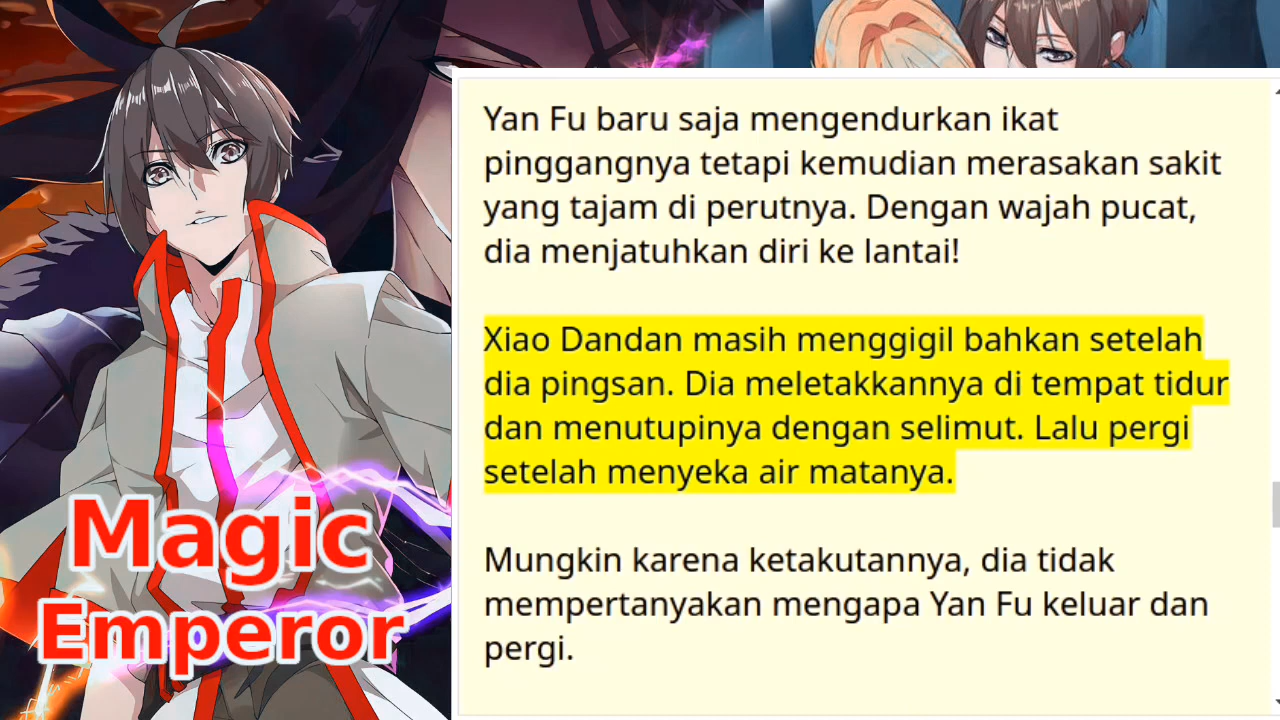 Magic
Emperor
Yan Fu baru saja mengendurkan ikat
pinggangnya tetapi kemudian merasakan sakit
yang tajam di perutnya. Dengan wajah pucat,
dia menjatuhkan diri ke lantai!
Xiao Dandan masih menggigil bahkan setelah
dia pingsan. Dia meletakkannya di tempat tidur
dan menutupinya dengan selimut. Lalu pergi
setelah menyeka air matanya.
Mungkin karena ketakutannya, dia tidak
mempertanyakan mengapa Yan Fu keluar dan
pergi.